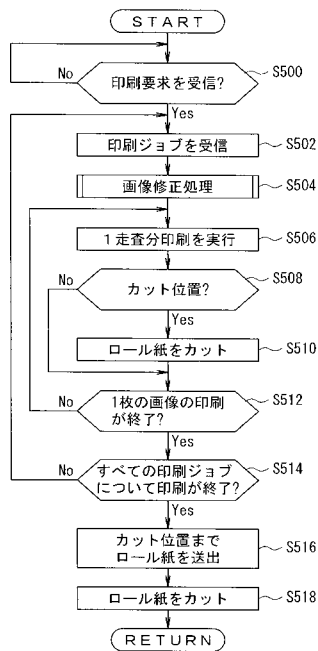 START
印刷要求を受信?
S500
No
Yes
印刷ジョブを受信
S502
画像修正処理
S504
1走査分印刷を実行
S506
No
カット位置?
S508
Yes
ロール紙をカット
S510
No
1枚の画像の印刷
が終了?
S512
Yes
No
すべての印刷ジョブ
について印刷が終了?
S514
Yes
カット位置まで
ロール紙を送出
S516
ロール紙をカット
S518
RETURN